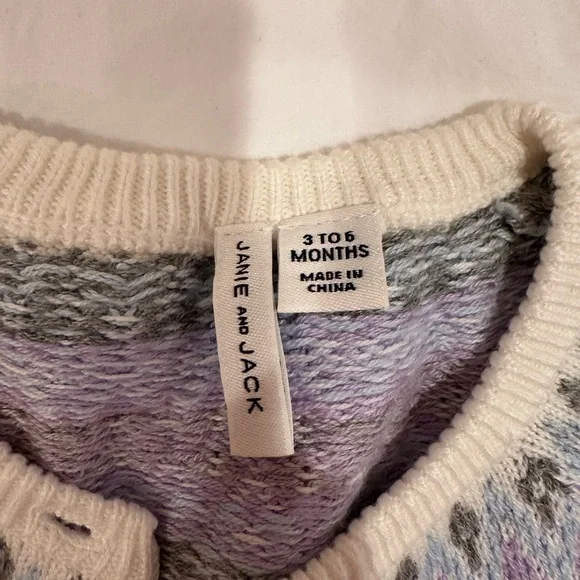 JANIE AND JACK
3 TO 6
MONTHS
MADE IN
CHINA